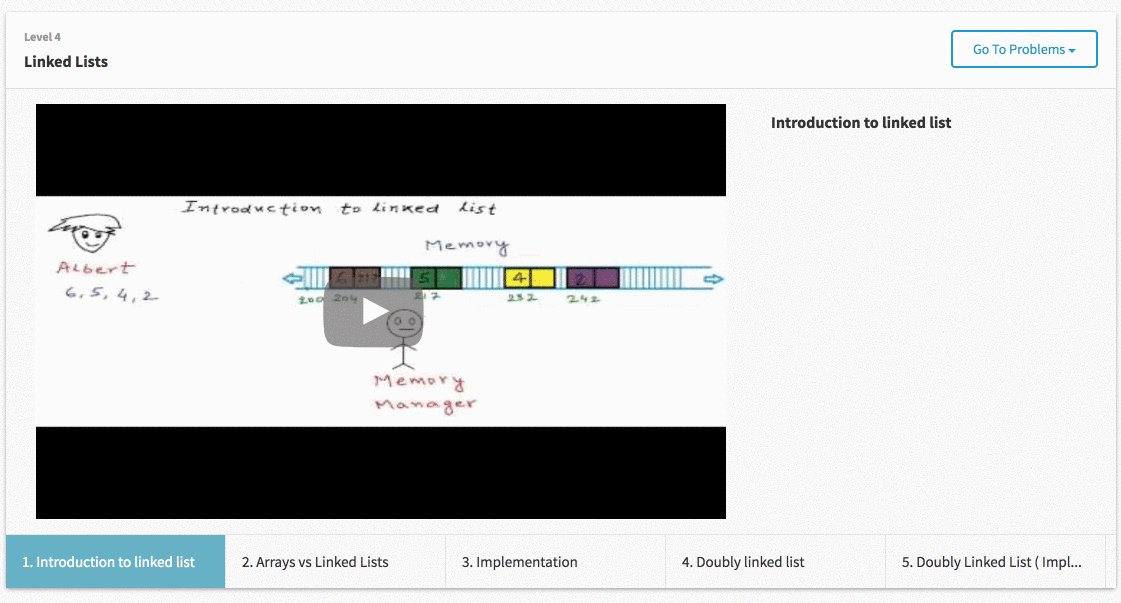 Level 4
Linked Lists
Go To Problems
Introduction to linked list
Introduction to linked list
Memory
Albert
6, 5, 4, 2
6 217 5 4 2
200 204 217 232 242
Memory
Manager
1. Introduction to linked list
2. Arrays vs Linked Lists
3. Implementation
4. Doubly linked list
5. Doubly Linked List ( Impl...